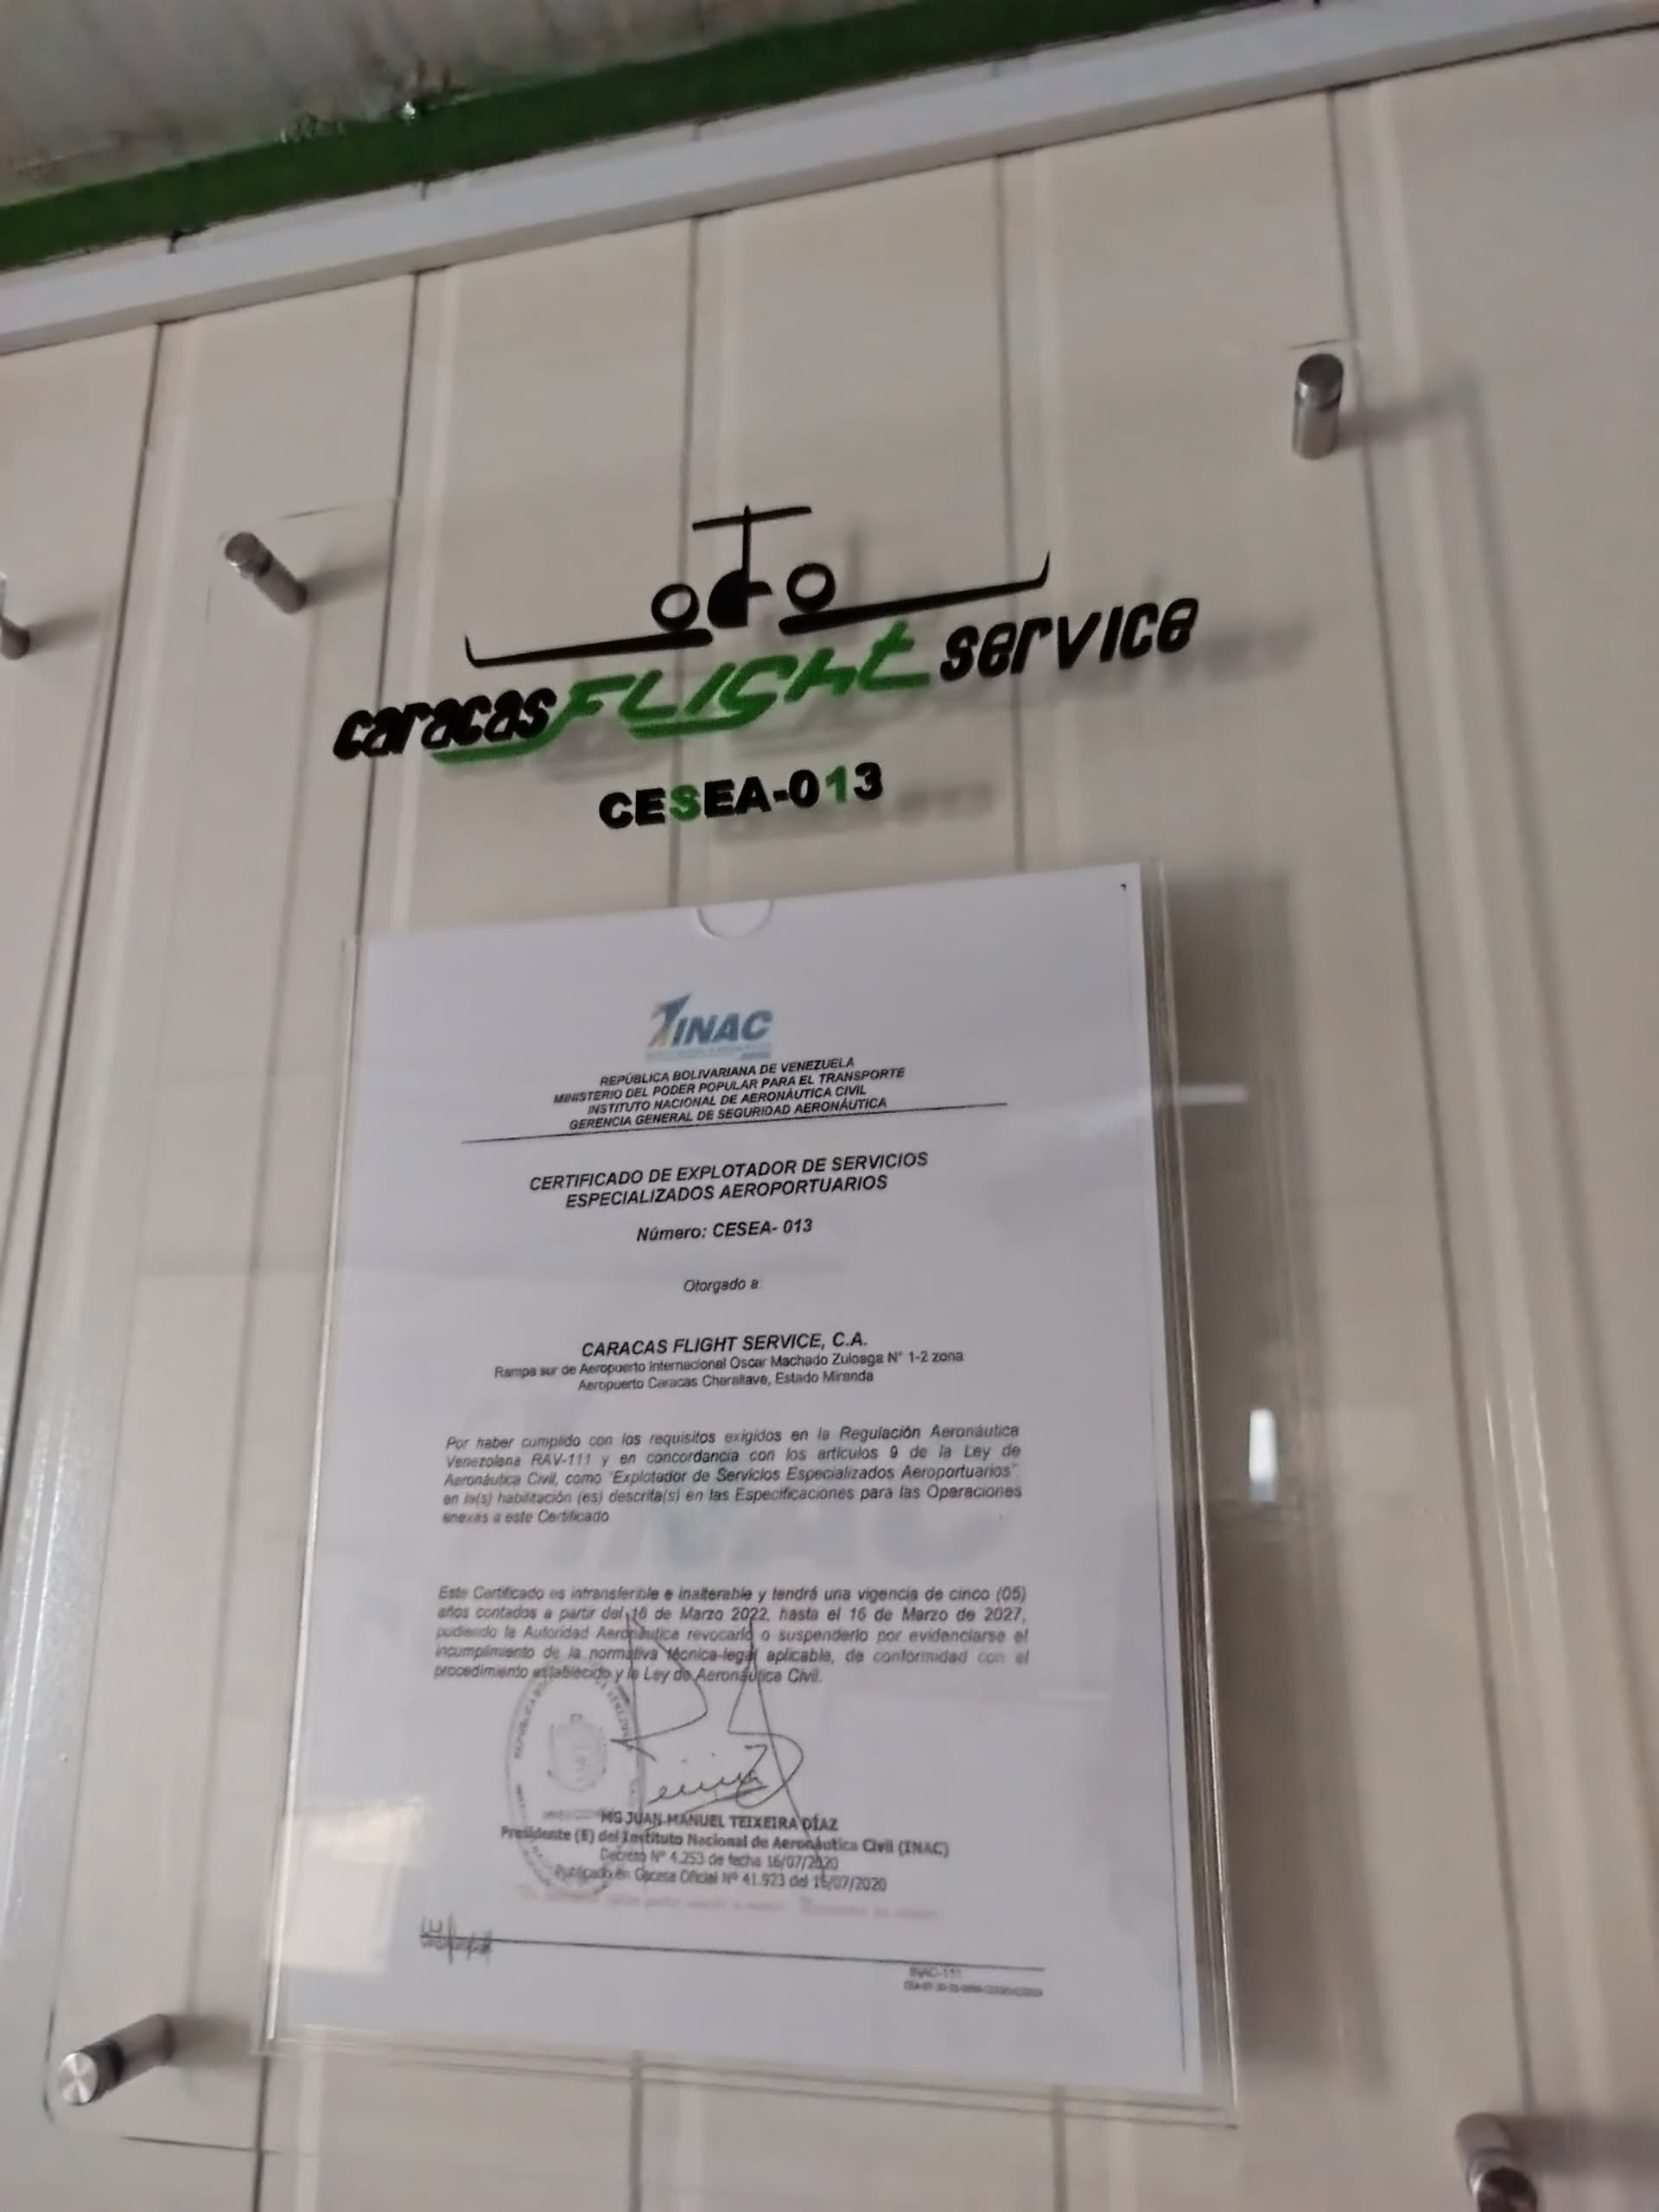 caracas FLIGHT service
CESEA-013
INAC
REPÚBLICA BOLIVARIANA DE VENEZUELA
MINISTERIO DEL PODER POPULAR PARA EL TRANSPORTE
INSTITUTO NACIONAL DE AERONÁUTICA CIVIL
GERENCIA GENERAL DE SEGURIDAD AERONÁUTICA
CERTIFICADO DE EXPLOTADOR DE SERVICIOS
ESPECIALIZADOS AEROPORTUARIOS
Número: CESEA- 013
Otorgado a:
CARACAS FLIGHT SERVICE, C.A.
Rampa sur de Aeropuerto Internacional Oscar Machado Zuloaga N° 1-2 zona
Aeropuerto Caracas Charallave, Estado Miranda
Por haber cumplido con los requisitos exigidos en la Regulación Aeronáutica
Venezolana RAV-111 y en concordancia con los artículos 9 de la Ley de
Aeronáutica Civil, como "Explotador de Servicios Especializados Aeroportuarios"
en la(s) habilitación (es) descrita(s) en las Especificaciones para las Operaciones
anexas a este Certificado
Este Certificado es intransferible e inalterable y tendrá una vigencia de cinco (05)
años contados a partir del 16 de Marzo 2022, hasta el 16 de Marzo de 2027,
pudiendo la Autoridad Aeronáutica revocarlo o suspenderlo por evidenciarse el
incumplimiento de la normativa técnica-legal aplicable, de conformidad con el
procedimiento establecido y la Ley de Aeronáutica Civil.
MG JUAN MANUEL TEIXEIRA DÍAZ
Presidente (E) del Instituto Nacional de Aeronáutica Civil (INAC)
Decreto N° 4.253 de fecha 16/07/2020
Publicado en Gaceta Oficial Nº 41.923 del 16/07/2020
INAC-111